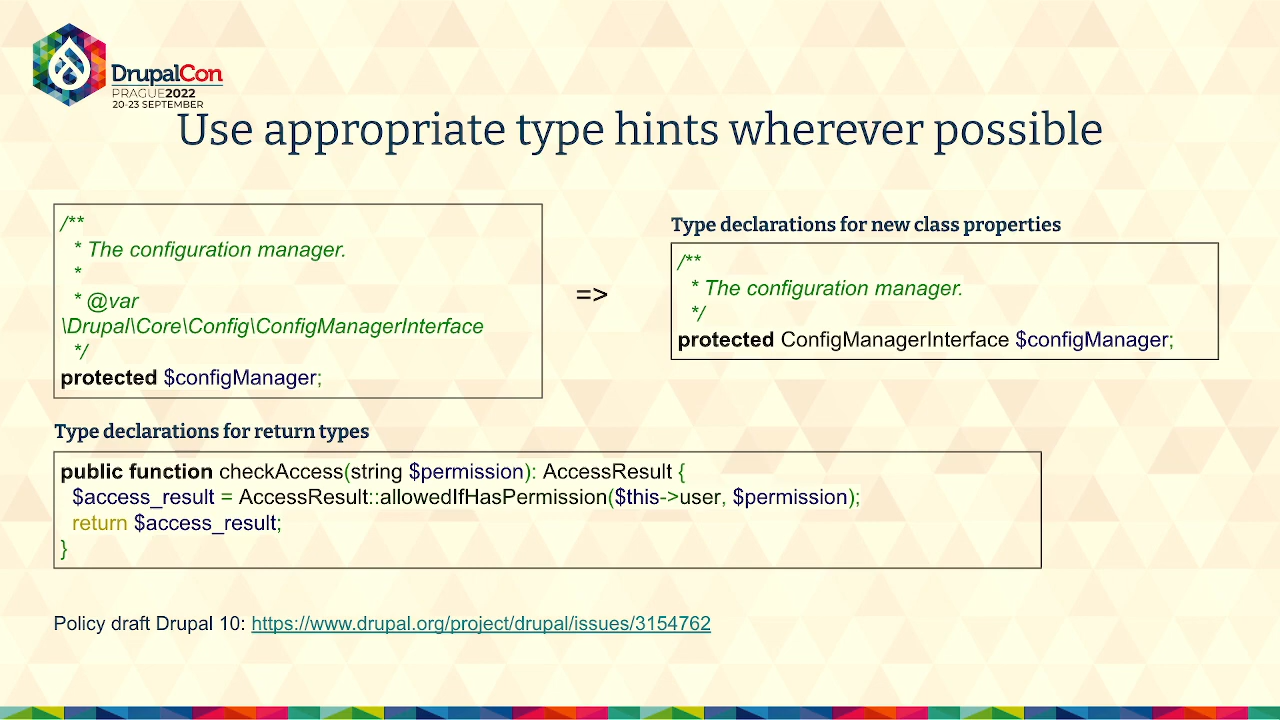 DrupalCon
PRAGUE2022
20-23 SEPTEMBER
Use appropriate type hints wherever possible
/**
* The configuration manager.
*
* @var
\Drupal\Core\Config\ConfigManagerInterface
*/
protected $configManager;
=>
Type declarations for new class properties
/**
* The configuration manager.
*/
protected ConfigManagerInterface $configManager;
Type declarations for return types
public function checkAccess(string $permission): AccessResult {
$access_result = AccessResult::allowedIfHasPermission($this->user, $permission);
return $access_result;
}
Policy draft Drupal 10: https://www.drupal.org/project/drupal/issues/3154762